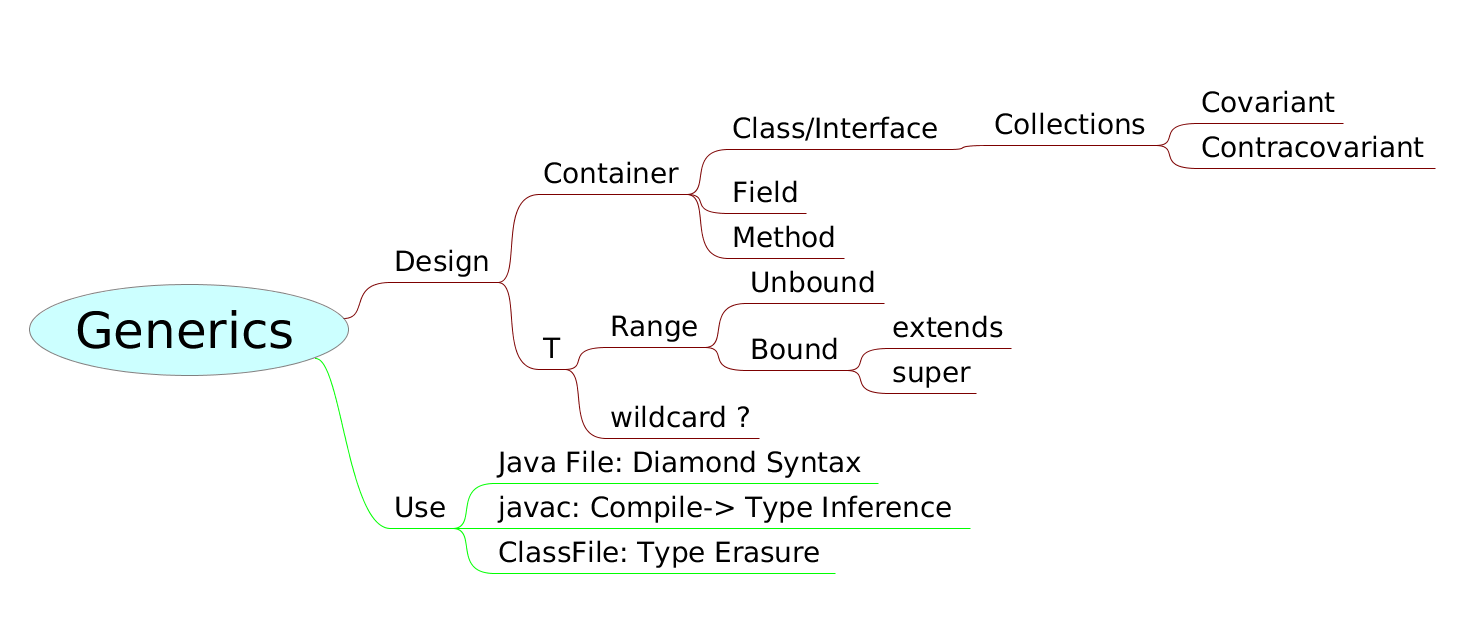 Generics
Design
Container
Class/Interface
Collections
Covariant
Contracovariant
Field
Method
T
Range
Unbound
Bound
extends
super
wildcard ?
Use
Java File: Diamond Syntax
javac: Compile-> Type Inference
ClassFile: Type Erasure